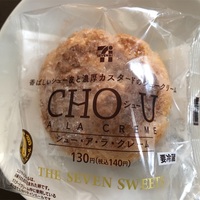 香ばしいシュー皮と濃厚カスタードのシュークリーム
CHOU
シュー
A LA CREME
シュー・ア・ラ・クレーム
130円(税込140円)
要冷蔵
THE SEVEN SWEE